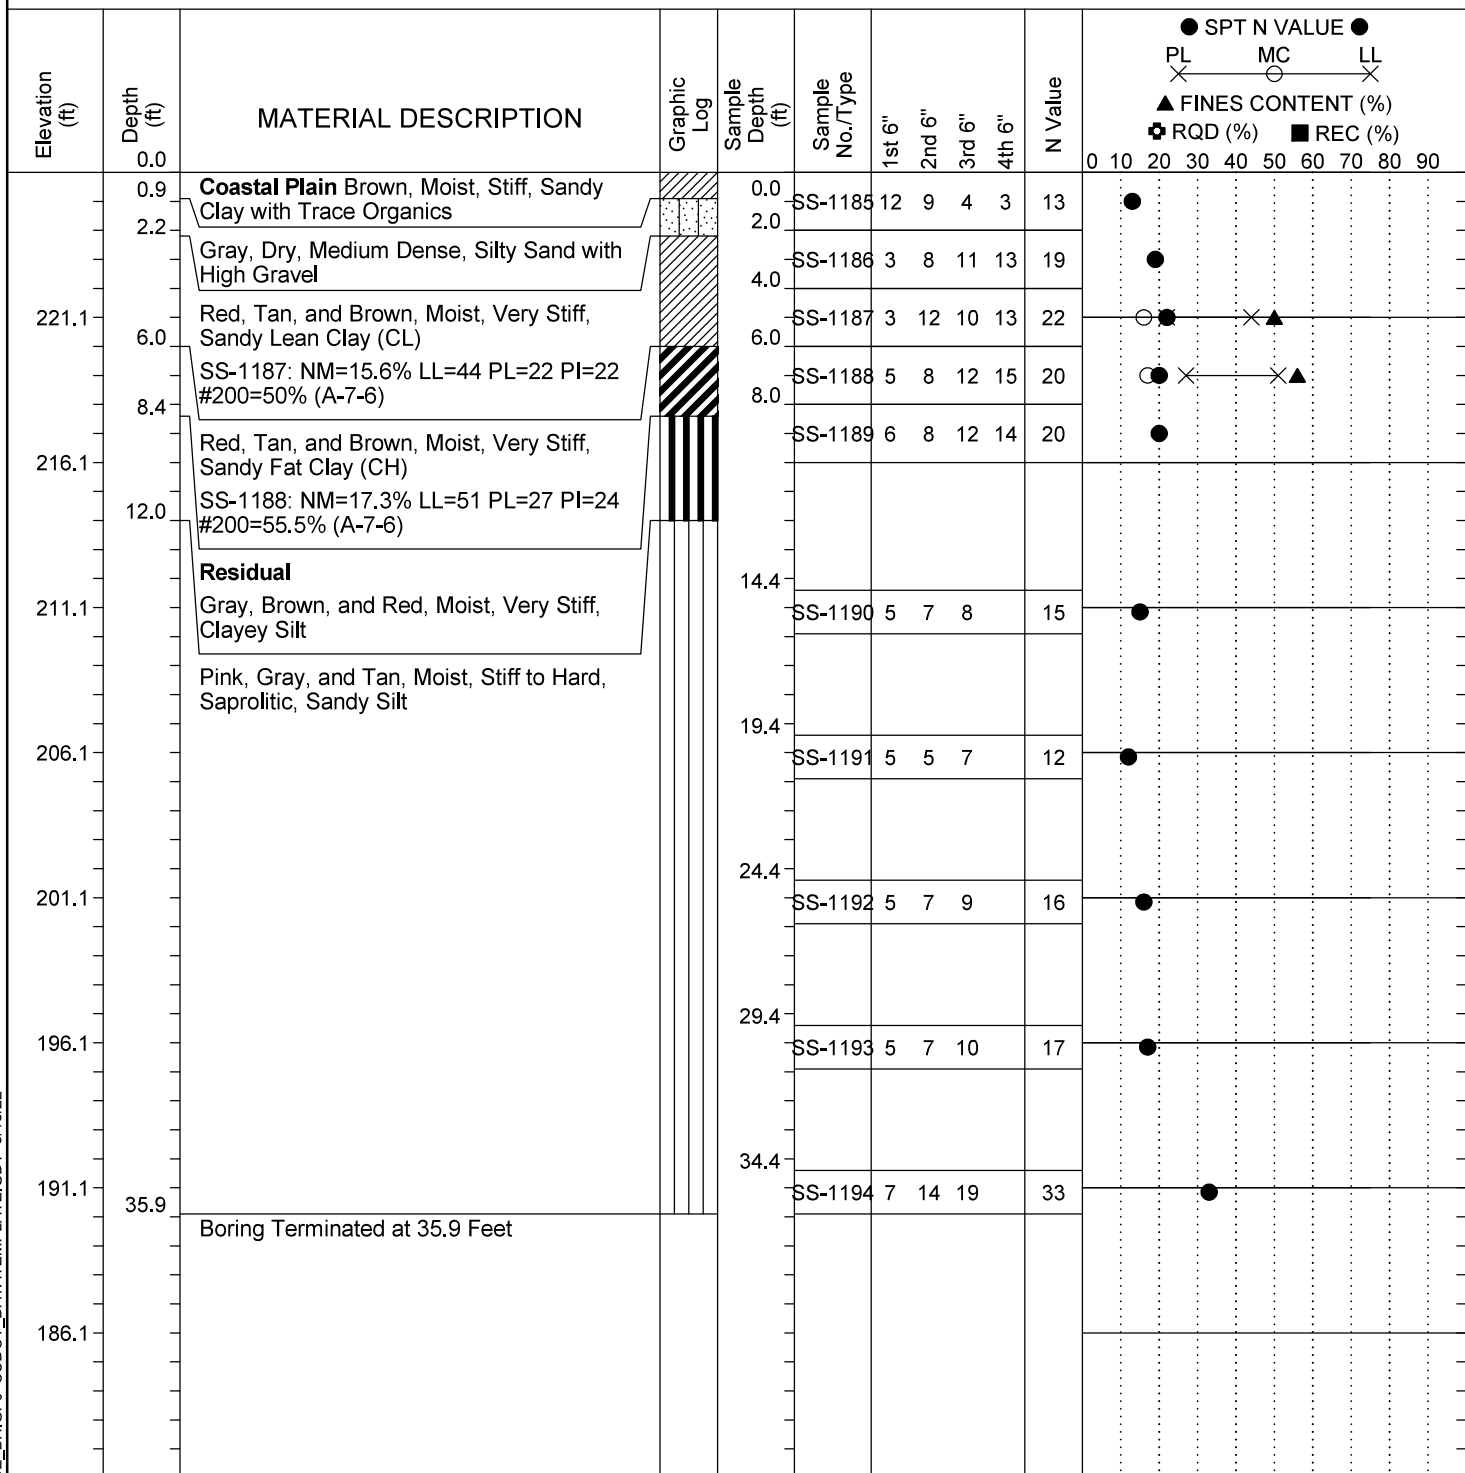 ● SPT N VALUE ●
PL MC LL
▲ FINES CONTENT (%)
RQD (%) ■ REC (%)
0 10 20 30 40 50 60 70 80 90
Elevation (ft)
Depth (ft)
0.0
MATERIAL DESCRIPTION
Graphic Log
Sample Depth (ft)
Sample No./Type
1st 6"
2nd 6"
3rd 6"
4th 6"
N Value
0.9 Coastal Plain Brown, Moist, Stiff, Sandy
Clay with Trace Organics
0.0 SS-1185 12 9 4 3 13
2.0
2.2
Gray, Dry, Medium Dense, Silty Sand with
High Gravel
SS-1186 3 8 11 13 19
4.0
221.1
Red, Tan, and Brown, Moist, Very Stiff,
Sandy Lean Clay (CL)
SS-1187 3 12 10 13 22
6.0
6.0
SS-1187: NM=15.6% LL=44 PL=22 PI=22
#200=50% (A-7-6)
SS-1188 5 8 12 15 20
8.0
8.4
Red, Tan, and Brown, Moist, Very Stiff,
Sandy Fat Clay (CH)
SS-1189 6 8 12 14 20
216.1
SS-1188: NM=17.3% LL=51 PL=27 PI=24
#200=55.5% (A-7-6)
12.0
Residual
14.4
211.1
Gray, Brown, and Red, Moist, Very Stiff,
Clayey Silt
SS-1190 5 7 8 15
Pink, Gray, and Tan, Moist, Stiff to Hard,
Saprolitic, Sandy Silt
19.4
206.1
SS-1191 5 5 7 12
24.4
201.1
SS-1192 5 7 9 16
29.4
196.1
SS-1193 5 7 10 17
34.4
191.1
SS-1194 7 14 19 33
35.9
Boring Terminated at 35.9 Feet
186.1